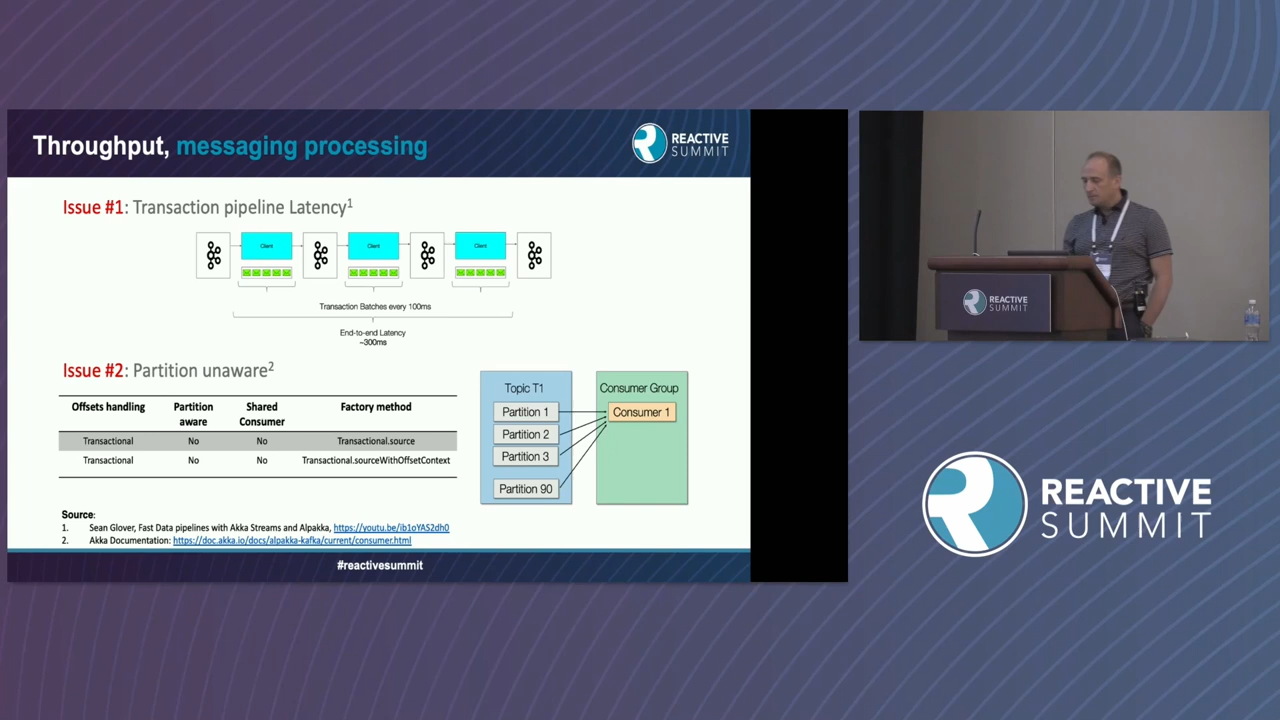 Throughput, messaging processing
REACTIVE
SUMMIT
Issue #1: Transaction pipeline Latency1
Client
Client
Client
Transaction Batches every 100ms
End-to-end Latency
~300ms
Issue #2: Partition unaware2
Offsets handling Partition aware Shared Consumer Factory method
Transactional No No Transactional.source
Transactional No No Transactional.sourceWithOffsetContext
Topic T1
Partition 1
Partition 2
Partition 3
Partition 90
Consumer Group
Consumer 1
Source:
1. Sean Glover, Fast Data pipelines with Akka Streams and Alpakka, https://youtu.be/ib1oYAS2dh0
2. Akka Documentation: https://doc.akka.io/docs/alpakka-kafka/current/consumer.html
#reactivesummit
REACTIVE
SUMMIT
REACTIVE
SUMMIT